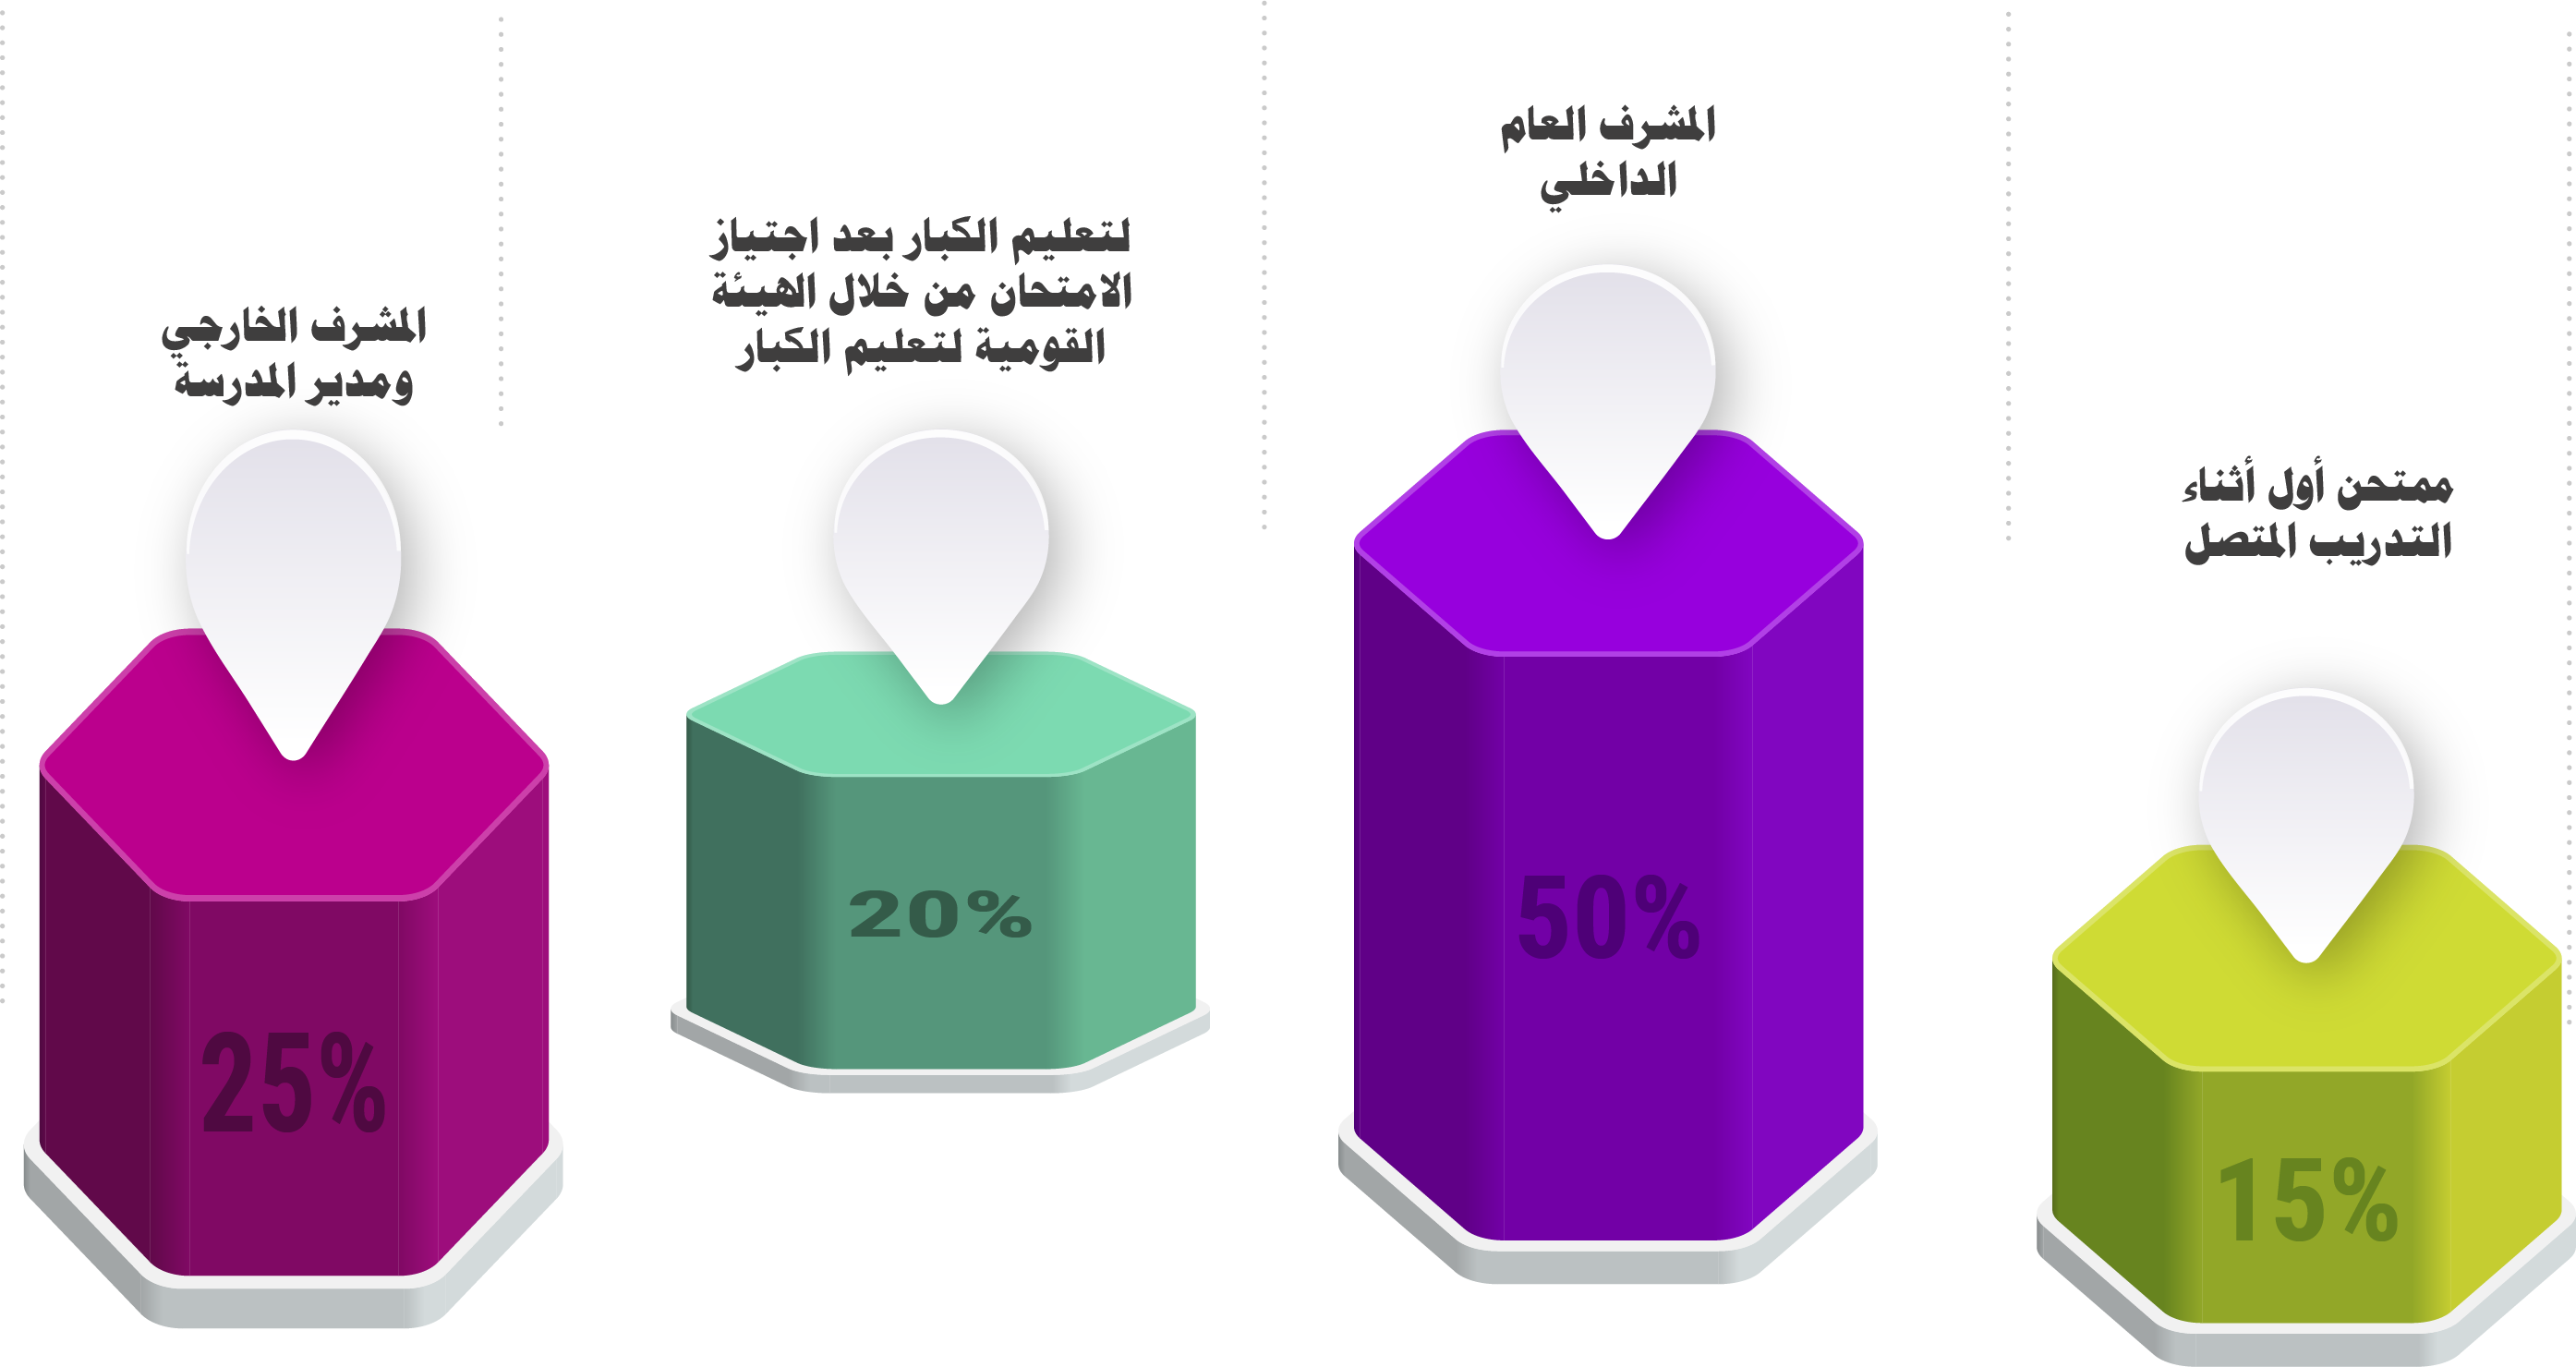 ممتحن أول أثناء
التدريب المتصل
15%
المشرف العام
الداخلي
50%
لتعليم الكبار بعد اجتياز
الامتحان من خلال الهيئة
القومية لتعليم الكبار
20%
المشرف الخارجي
ومدير المدرسة
25%